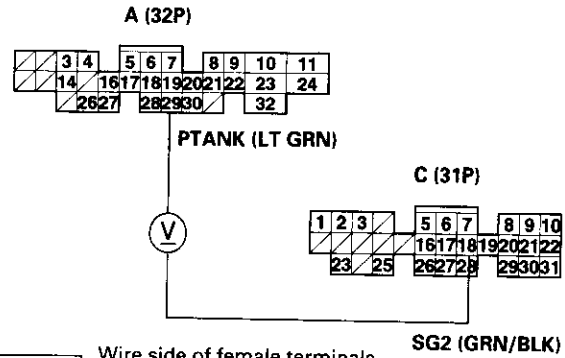 A (32P)
3 4 5 6 7 8 9 10 11
14 16 17 18 19 20 21 22 23 24
26 27 28 29 30 32
PTANK (LT GRN)
C (31P)
1 2 3 5 6 7 8 9 10
16 17 18 19 20 21 22
23 25 26 27 28 29 30 31
V
SG2 (GRN/BLK)
Wire side of female terminals